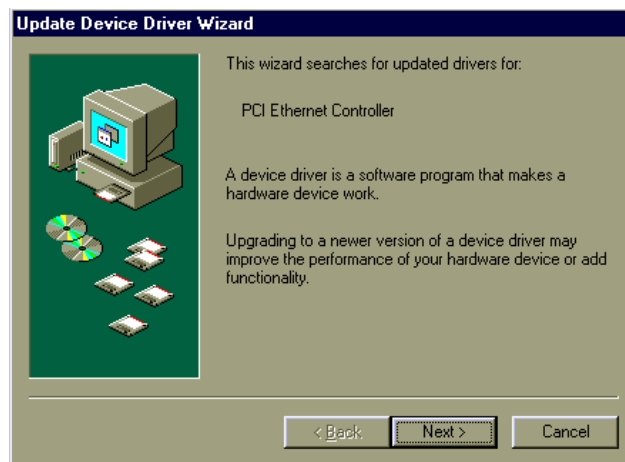 Update Device Driver Wizard
This wizard searches for updated drivers for:
PCI Ethernet Controller
A device driver is a software program that makes a
hardware device work.
Upgrading to a newer version of a device driver may
improve the performance of your hardware device or add
functionality.
< Back Next > Cancel